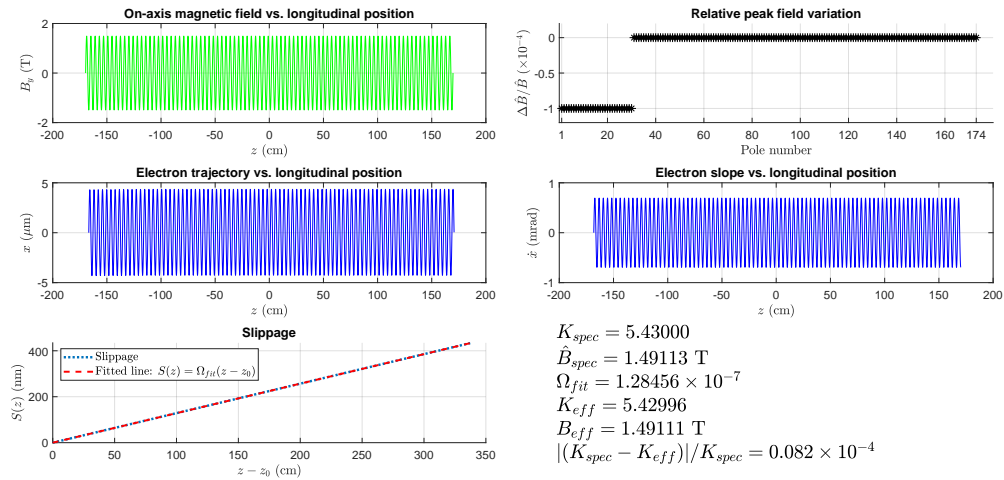 On-axis magnetic field vs. longitudinal position
2
0
-2
B_y (T)
-200 -150 -100 -50 0 50 100 150 200
z (cm)
Relative peak field variation
0
-0.5
-1
ΔB̂/B̂ (×10⁻⁴)
1 20 40 60 80 100 120 140 160 174
Pole number
Electron trajectory vs. longitudinal position
5
0
-5
x (μm)
-200 -150 -100 -50 0 50 100 150 200
z (cm)
Electron slope vs. longitudinal position
1
0
-1
ẋ (mrad)
-200 -150 -100 -50 0 50 100 150 200
z (cm)
Slippage
400
200
0
S(z) (nm)
Slippage
Fitted line: S(z) = Ω_fit(z − z₀)
0 50 100 150 200 250 300 350
z − z₀ (cm)
K_spec = 5.43000
B̂_spec = 1.49113 T
Ω_fit = 1.28456 × 10⁻⁷
K_eff = 5.42996
B_eff = 1.49111 T
|(K_spec − K_eff)|/K_spec = 0.082 × 10⁻⁴